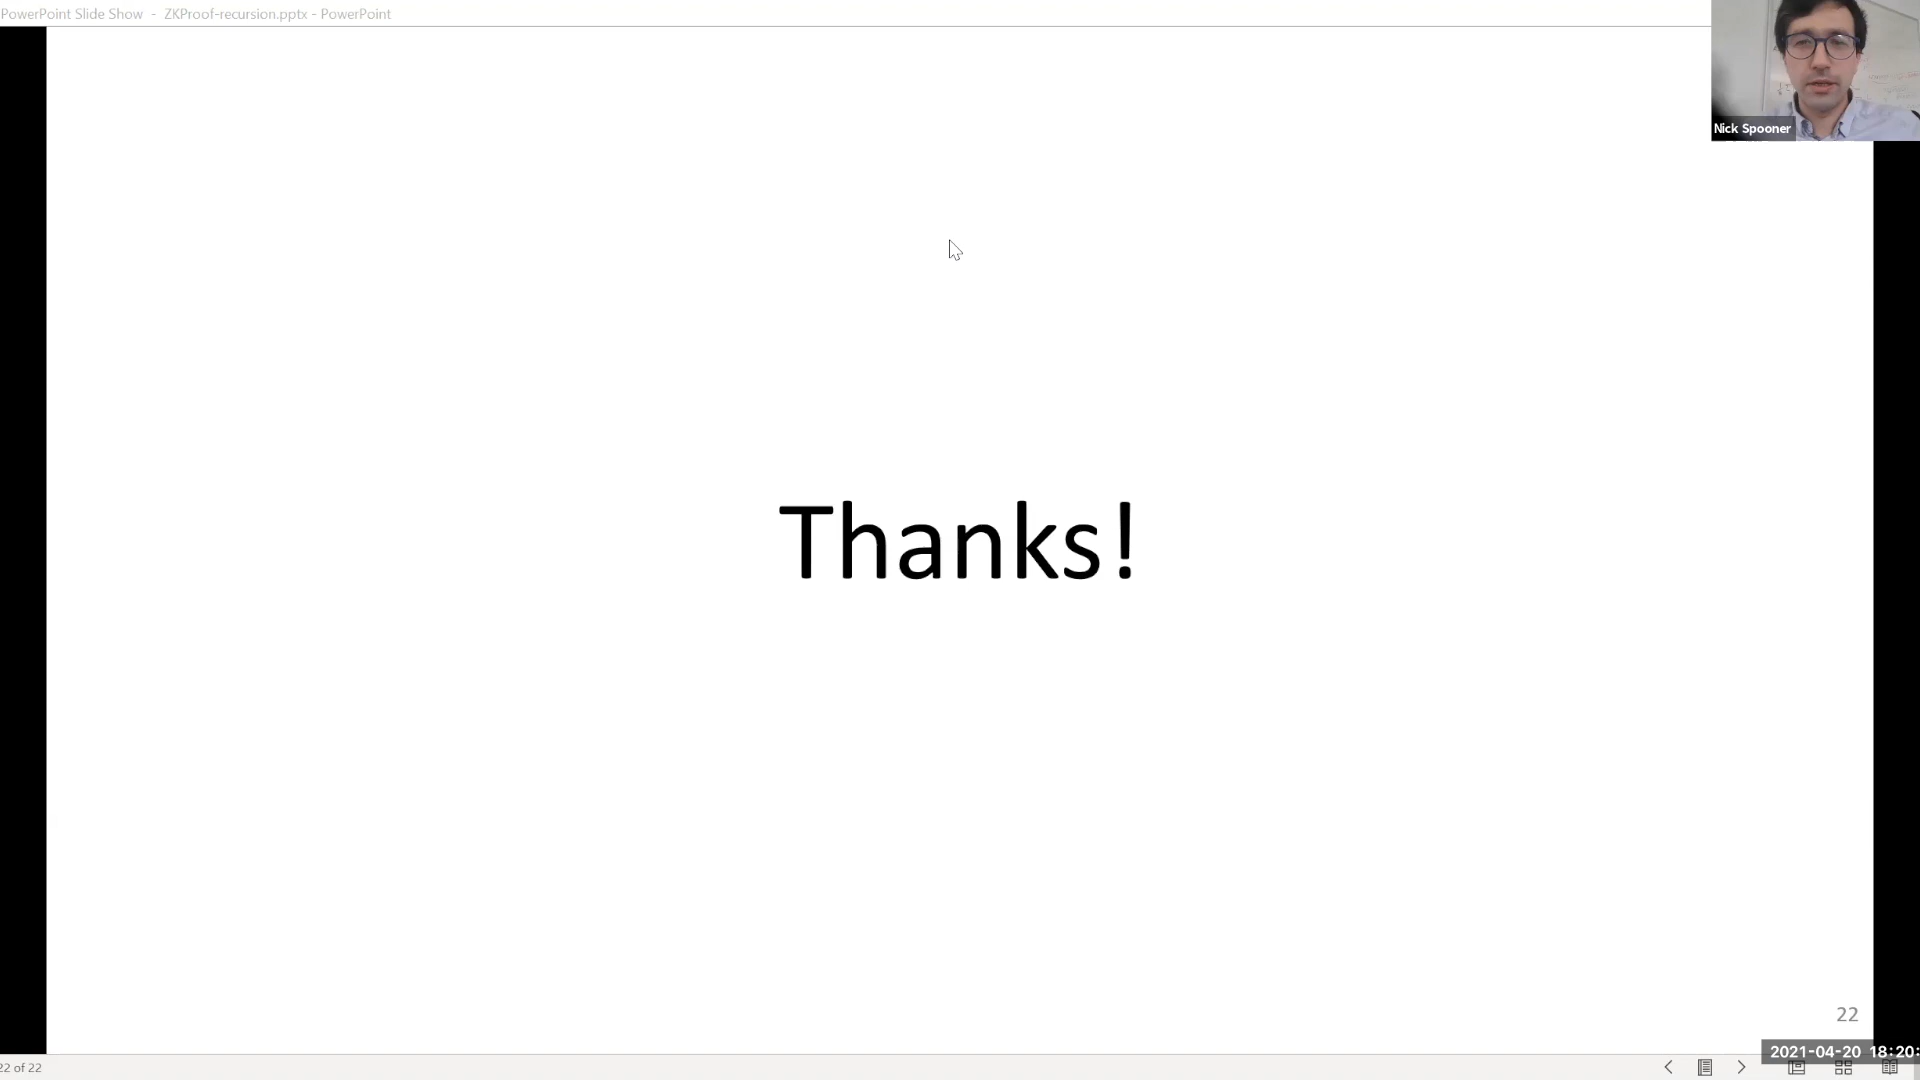 PowerPoint Slide Show - ZKProof-recursion.pptx - PowerPoint
Nick Spooner
Thanks!
22
2021-04-20 18:20:
22 of 22